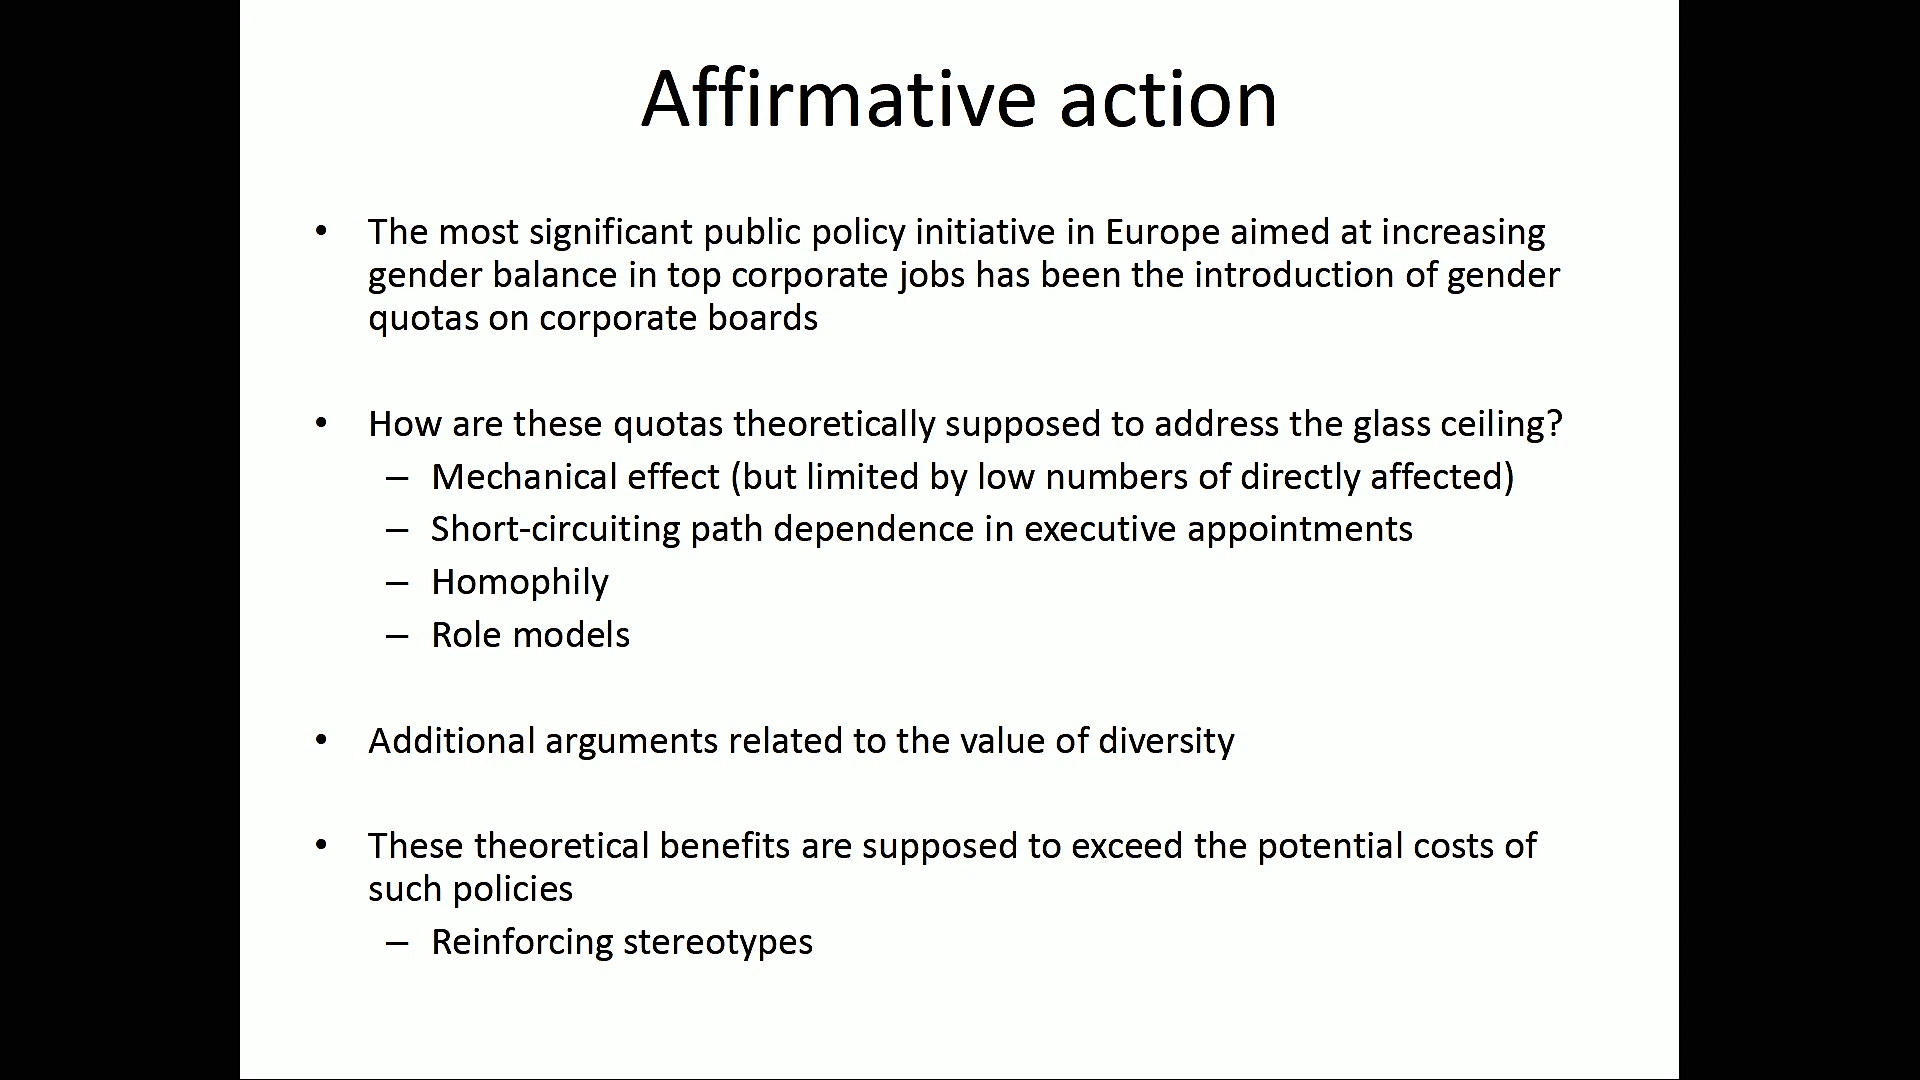 Affirmative action
• The most significant public policy initiative in Europe aimed at increasing
gender balance in top corporate jobs has been the introduction of gender
quotas on corporate boards
• How are these quotas theoretically supposed to address the glass ceiling?
– Mechanical effect (but limited by low numbers of directly affected)
– Short-circuiting path dependence in executive appointments
– Homophily
– Role models
• Additional arguments related to the value of diversity
• These theoretical benefits are supposed to exceed the potential costs of
such policies
– Reinforcing stereotypes